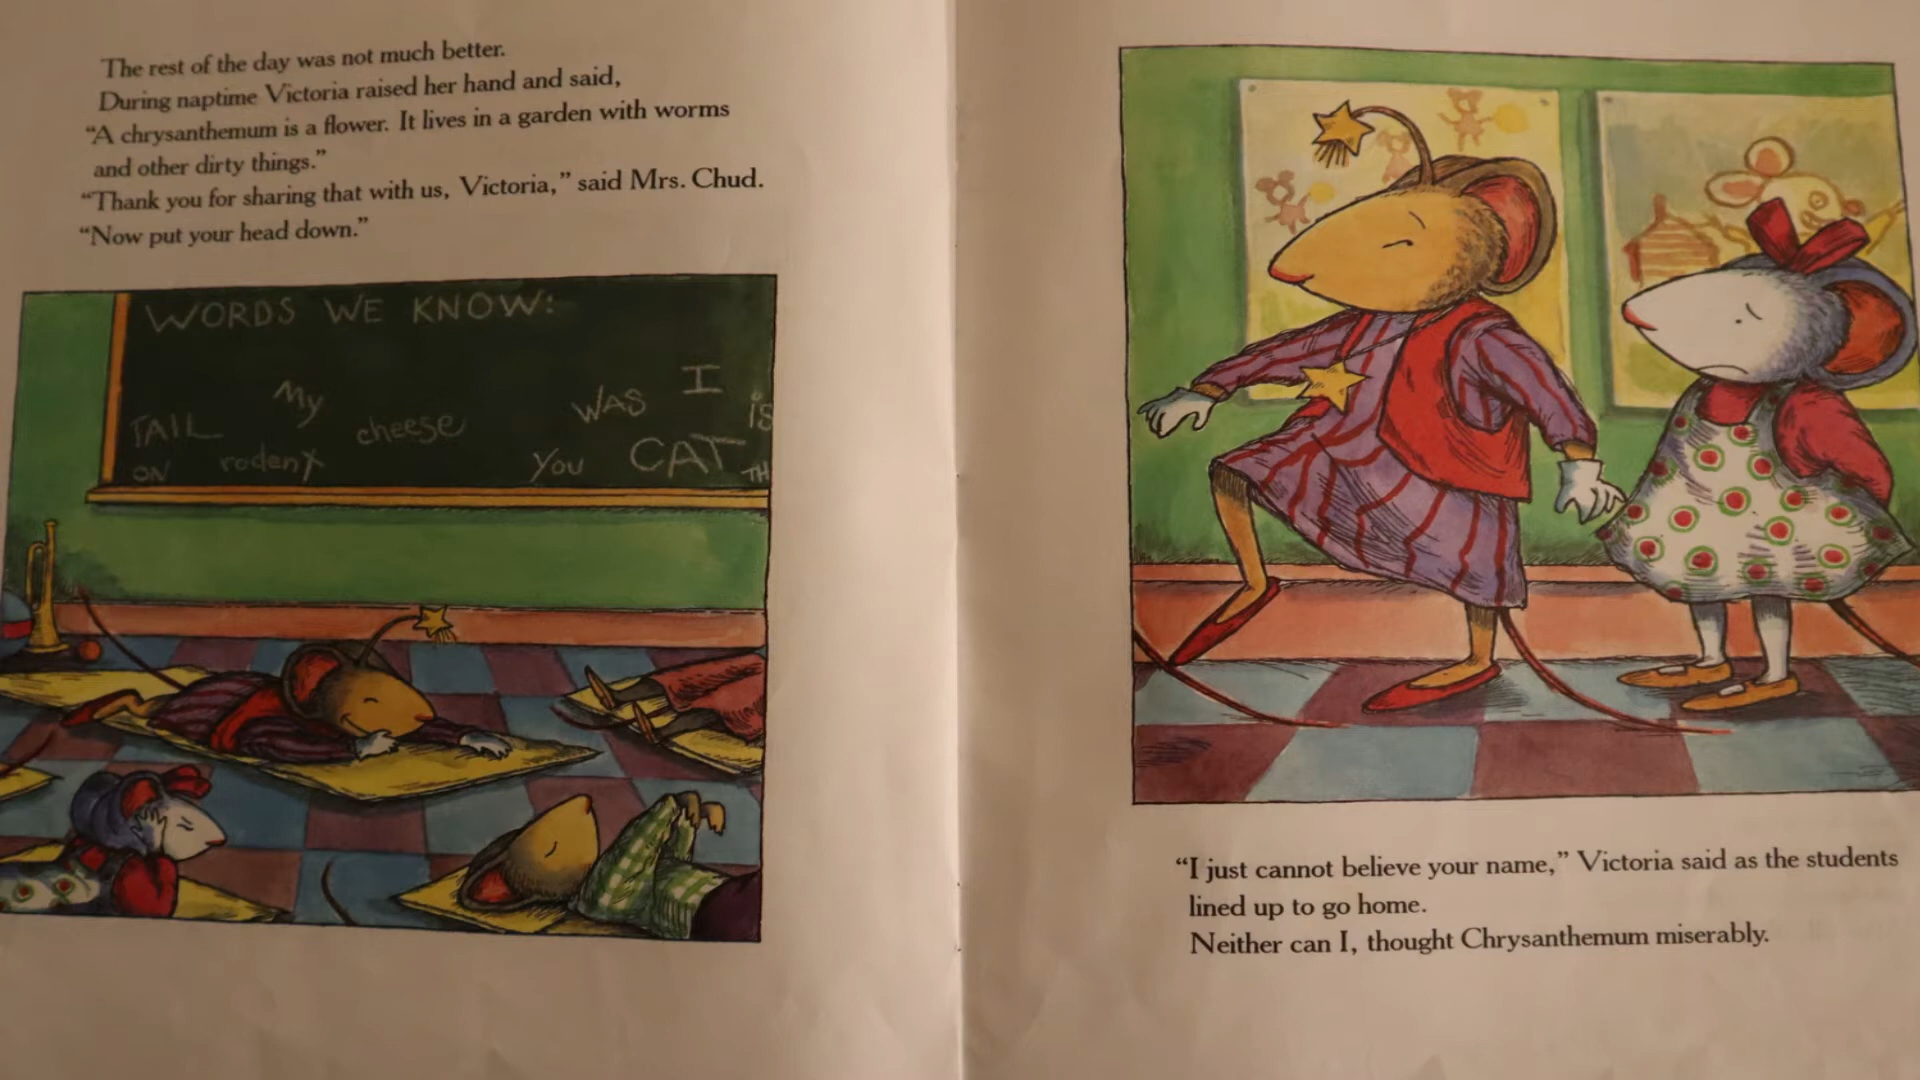 The rest of the day was not much better.
During naptime Victoria raised her hand and said,
“A chrysanthemum is a flower. It lives in a garden with worms
and other dirty things.”
“Thank you for sharing that with us, Victoria,” said Mrs. Chud.
“Now put your head down.”
WORDS WE KNOW:
My
I
TAIL
cheese
WAS
IS
ON
rodent
You
CAT
TH
“I just cannot believe your name,” Victoria said as the students
lined up to go home.
Neither can I, thought Chrysanthemum miserably.